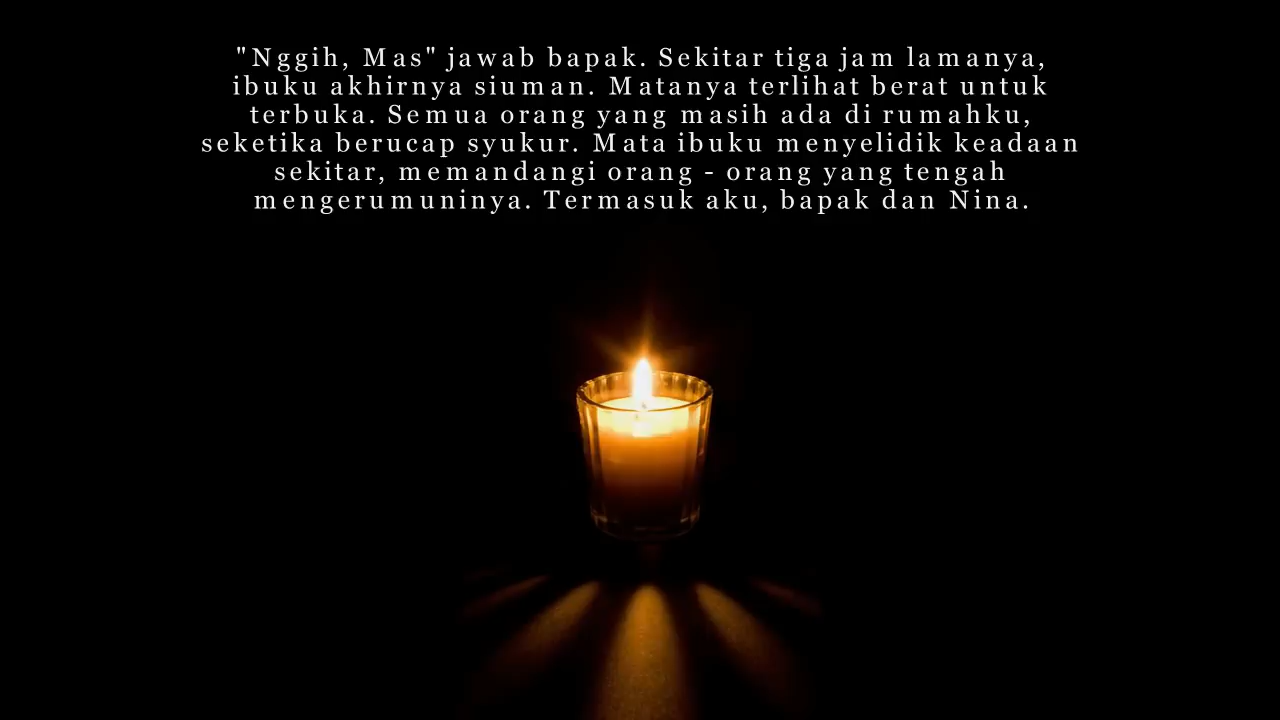 "Nggih, Mas" jawab bapak. Sekitar tiga jam lamanya,
ibuku akhirnya siuman. Matanya terlihat berat untuk
terbuka. Semua orang yang masih ada di rumahku,
seketika berucap syukur. Mata ibuku menyelidik keadaan
sekitar, memandangi orang - orang yang tengah
mengerumuninya. Termasuk aku, bapak dan Nina.